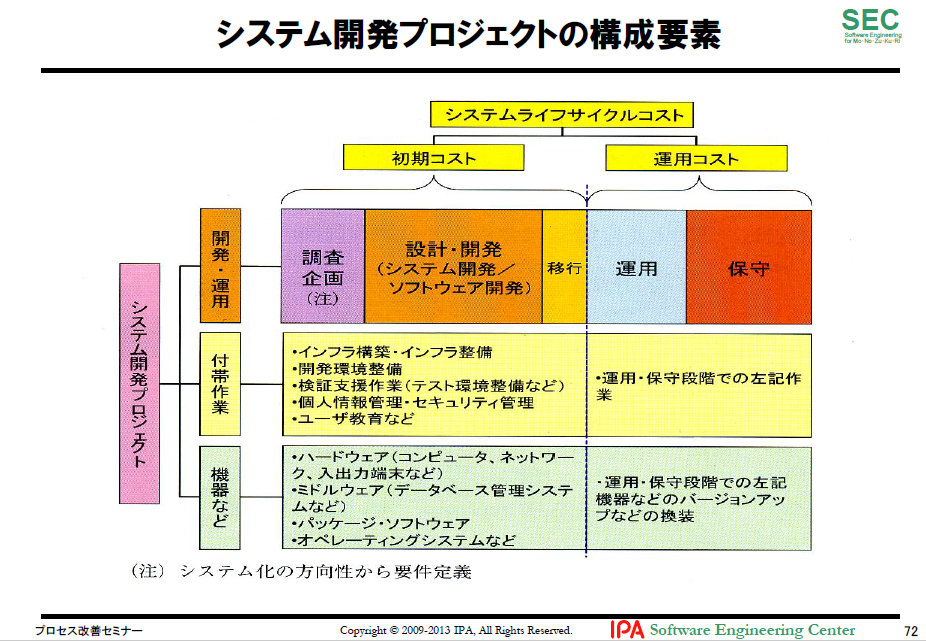 システム開発プロジェクトの構成要素
SEC
Software Engineering
for Mo・No・Zu・Ku・Ri
システムライフサイクルコスト
初期コスト
運用コスト
システム開発プロジェクト
開発・運用
調査
企画
(注)
設計・開発
(システム開発／
ソフトウェア開発)
移行
運用
保守
付帯作業
・インフラ構築・インフラ整備
・開発環境整備
・検証支援作業(テスト環境整備など)
・個人情報管理・セキュリティ管理
・ユーザ教育など
・運用・保守段階での左記作
業
機器など
・ハードウェア(コンピュータ、ネットワー
ク、入出力端末など)
・ミドルウェア(データベース管理システ
ムなど)
・パッケージ・ソフトウェア
・オペレーティングシステムなど
・運用・保守段階での左記
機器などのバージョンアッ
プなどの換装
(注) システム化の方向性から要件定義
プロセス改善セミナー
Copyright © 2009-2013 IPA, All Rights Reserved.
IPA Software Engineering Center
72